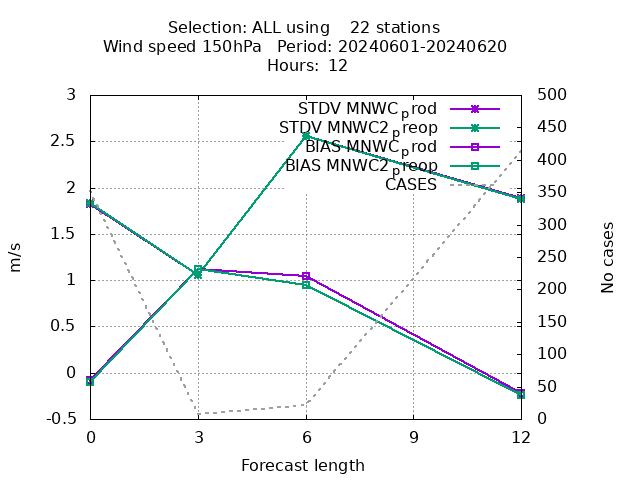 Selection: ALL using    22 stations
Wind speed 150hPa   Period: 20240601-20240620
Hours:  12
STDV MNWC_prod
STDV MNWC2_preop
BIAS MNWC_prod
BIAS MNWC2_preop
CASES
3
2.5
2
1.5
1
0.5
0
-0.5
m/s
500
450
400
350
300
250
200
150
100
50
0
No cases
0 3 6 9 12
Forecast length